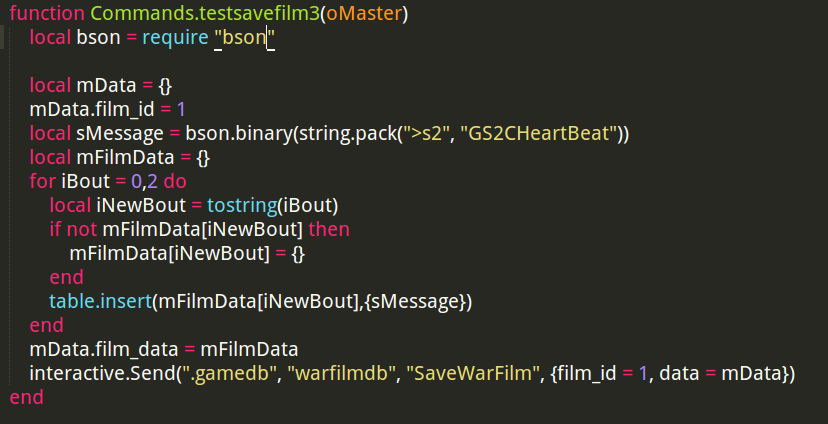 function Commands.testsavefilm3(oMaster)
local bson = require "bson"
local mData = {}
mData.film_id = 1
local sMessage = bson.binary(string.pack(">s2", "GS2CHeartBeat"))
local mFilmData = {}
for iBout = 0,2 do
local iNewBout = tostring(iBout)
if not mFilmData[iNewBout] then
mFilmData[iNewBout] = {}
end
table.insert(mFilmData[iNewBout],{sMessage})
end
mData.film_data = mFilmData
interactive.Send(".gamedb", "warfilmdb", "SaveWarFilm", {film_id = 1, data = mData})
end